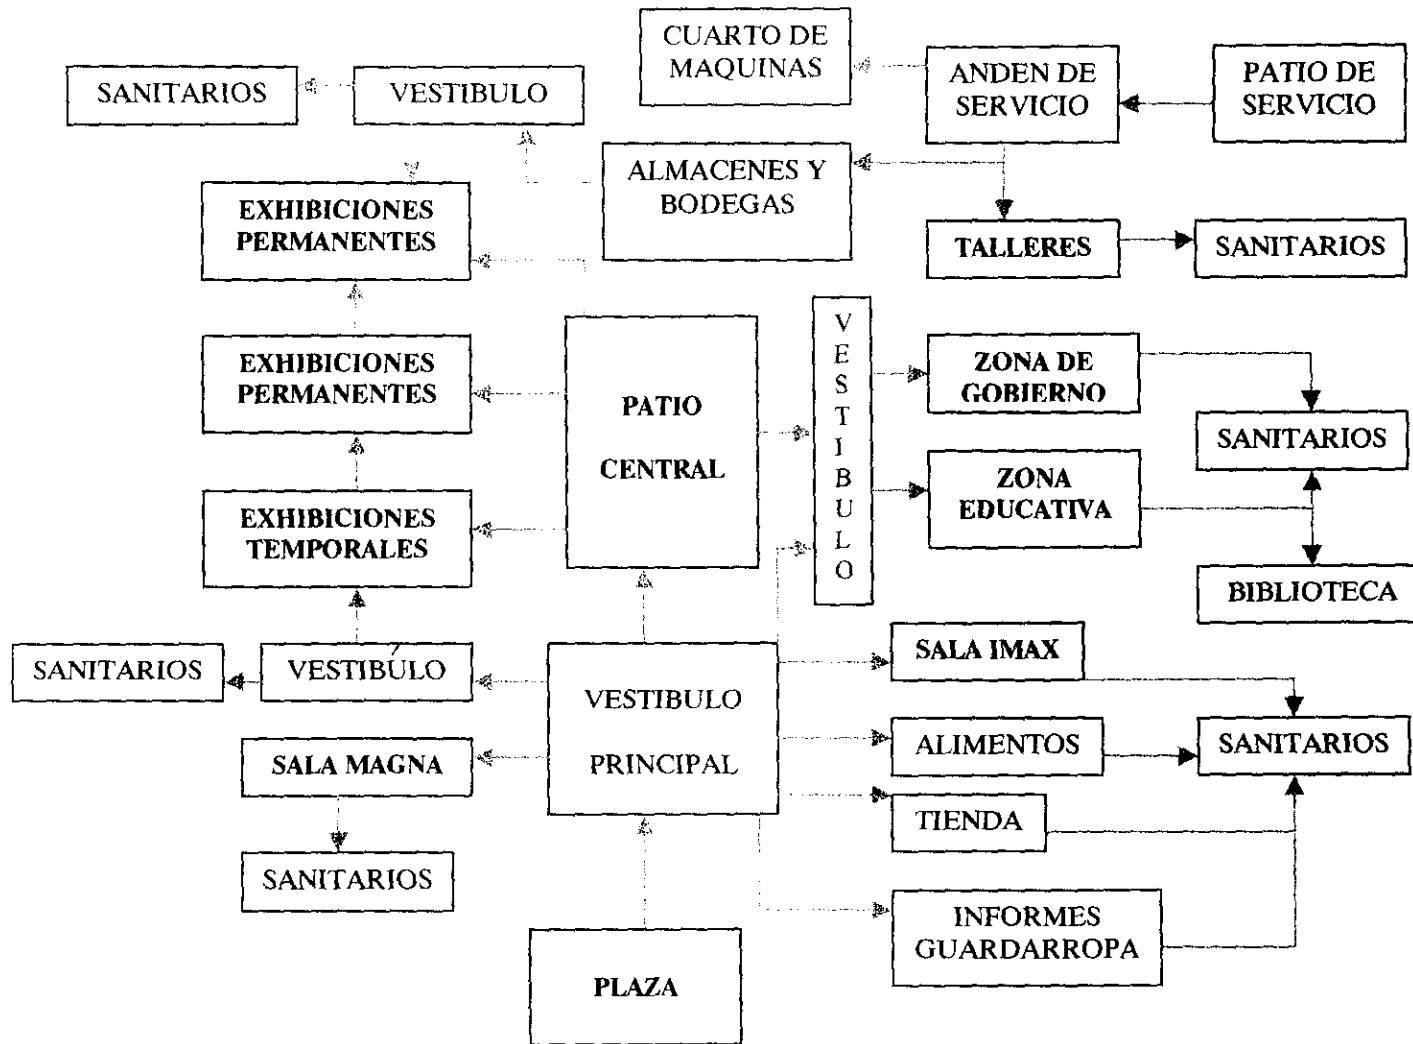 CUARTO DE
MAQUINAS
ANDEN DE
SERVICIO
PATIO DE
SERVICIO
SANITARIOS
VESTIBULO
ALMACENES Y
BODEGAS
EXHIBICIONES
PERMANENTES
TALLERES
SANITARIOS
EXHIBICIONES
PERMANENTES
PATIO
CENTRAL
VESTIBULO
ZONA DE
GOBIERNO
SANITARIOS
ZONA
EDUCATIVA
EXHIBICIONES
TEMPORALES
BIBLIOTECA
SANITARIOS
VESTIBULO
VESTIBULO
PRINCIPAL
SALA IMAX
ALIMENTOS
SANITARIOS
SALA MAGNA
TIENDA
SANITARIOS
INFORMES
GUARDARROPA
PLAZA